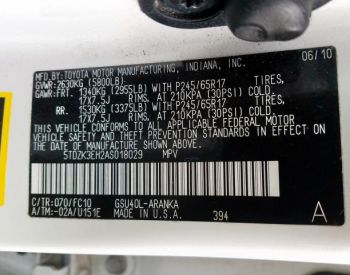 MFD. BY: TOYOTA MOTOR MANUFACTURING, INDIANA, INC.
GVWR: 2630KG (5800LB) 06/10
GAWR: FRT. 1340KG (2955LB) WITH P245/65R17 TIRES,
17X7.5J RIMS, AT 210KPA (30PSI) COLD
RR. 1530KG (3375LB) WITH P245/65R17 TIRES,
17X7.5J RIMS, AT 210KPA (30PSI) COLD
THIS VEHICLE CONFORMS TO ALL APPLICABLE FEDERAL MOTOR
VEHICLE SAFETY AND THEFT PREVENTION STANDARDS IN EFFECT ON
THE DATE OF MANUFACTURE SHOWN ABOVE.
5TDZK3EH2AS018029 MPV
C/TR: 070/FC10 GSU40L-ARANKA
A/TM: -02A/U151E MADE IN U.S.A. 394 A